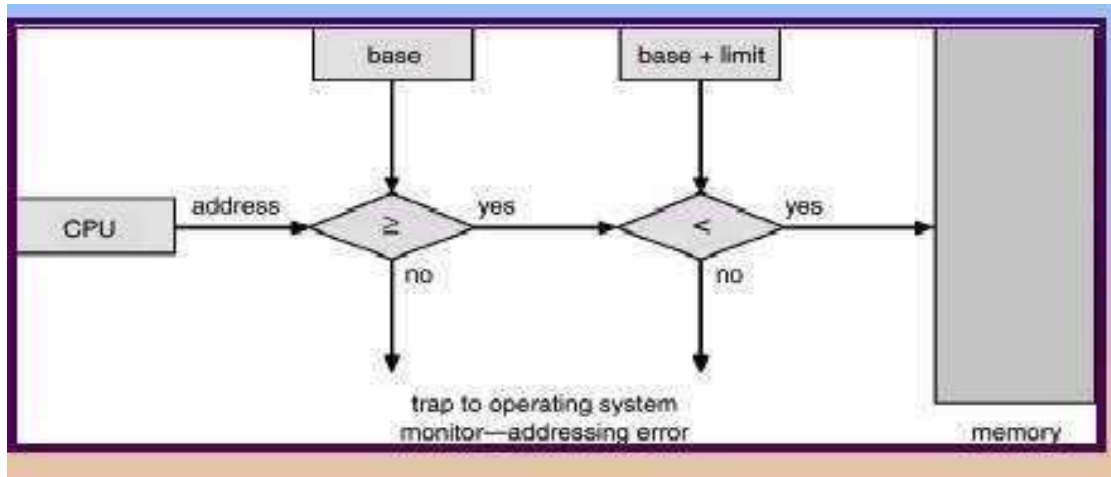 base
base + limit
CPU
address
≥
yes
<
yes
no
no
trap to operating system
monitor—addressing error
memory